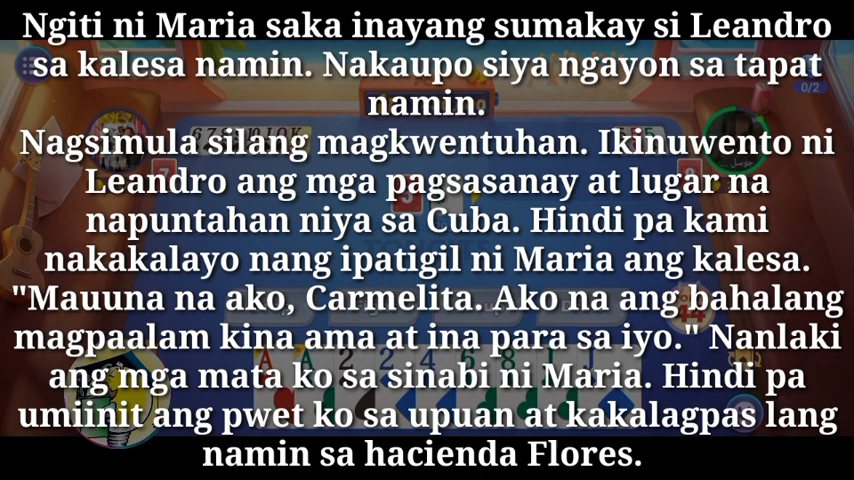 Ngiti ni Maria saka inayang sumakay si Leandro
sa kalesa namin. Nakaupo siya ngayon sa tapat
namin.
Nagsimula silang magkwentuhan. Ikinuwento ni
Leandro ang mga pagsasanay at lugar na
napuntahan niya sa Cuba. Hindi pa kami
nakakalayo nang ipatigil ni Maria ang kalesa.
"Mauuna na ako, Carmelita. Ako na ang bahalang
magpaalam kina ama at ina para sa iyo." Nanlaki
ang mga mata ko sa sinabi ni Maria. Hindi pa
umiinit ang pwet ko sa upuan at kakalagpas lang
namin sa hacienda Flores.
0/2